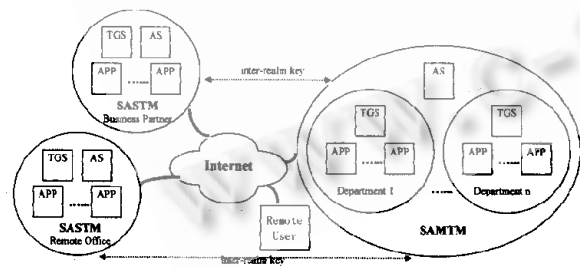 TGS AS
APP ...... APP
SASTM
Business Partner
inter-realm key
AS
TGS
APP ...... APP
Department 1
......
TGS
APP ...... APP
Department n
SAMTM
Internet
Remote
User
TGS AS
APP ...... APP
SASTM
Remote Office
inter-realm key